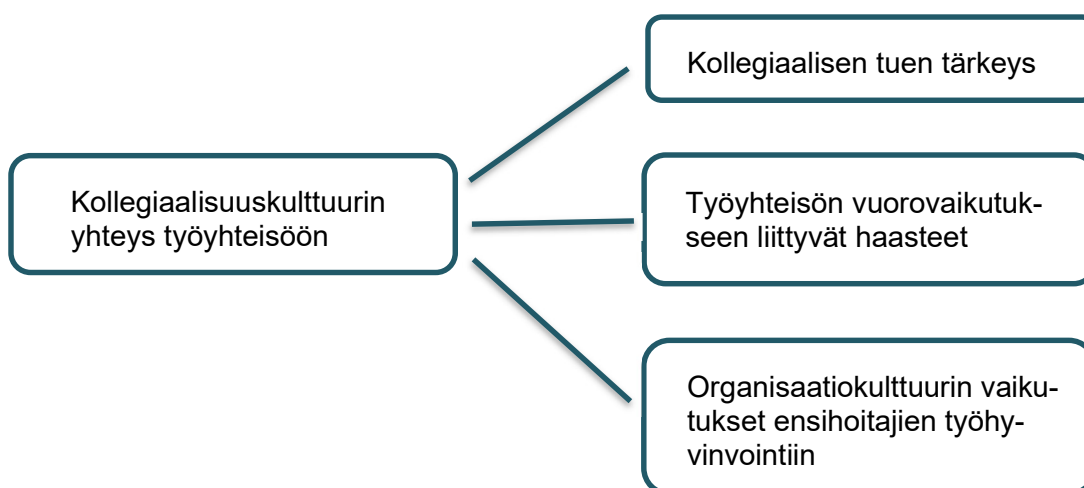 Kollegiaalisen tuen tärkeys
Kollegiaalisuuskulttuurin
yhteys työyhteisöön
Työyhteisön vuorovaikutuk-
seen liittyvät haasteet
Organisaatiokulttuurin vaiku-
tukset ensihoitajien työhy-
vinvointiin